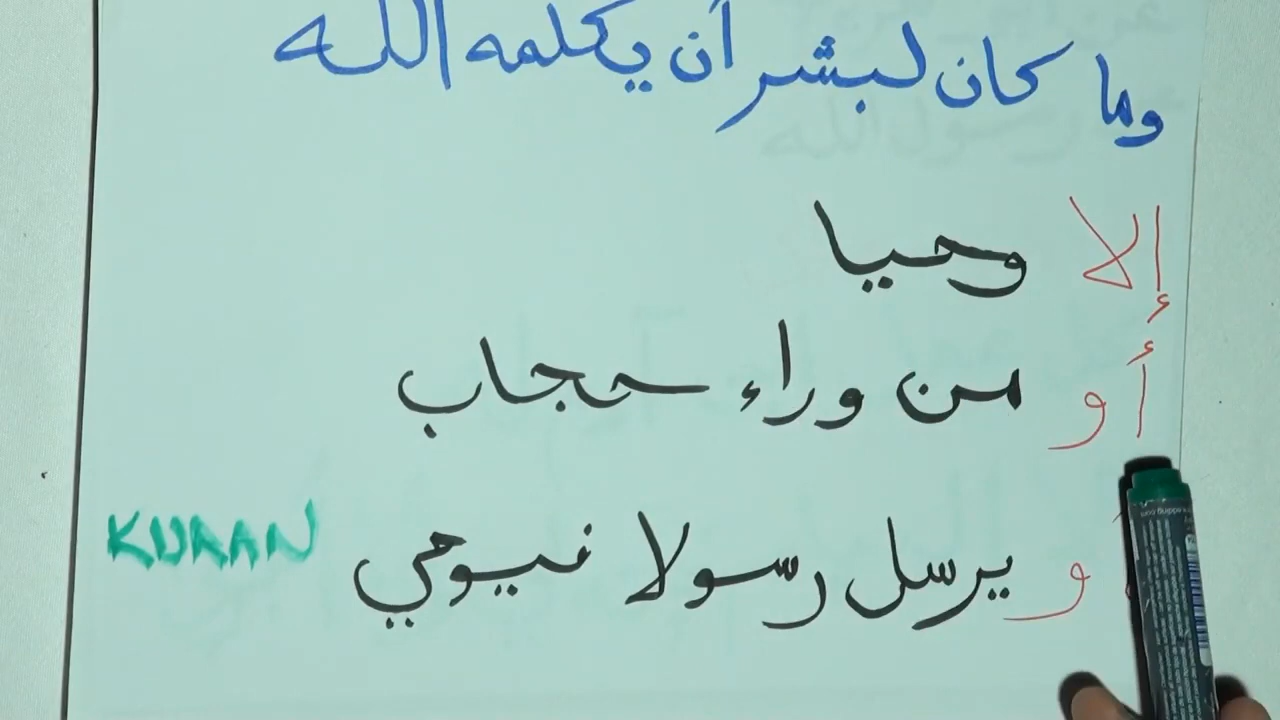 وما كان لبشر أن يكلمه الله
إلا وحيا
أو من وراء حجاب
و يرسل رسولا فيوحي KURAN